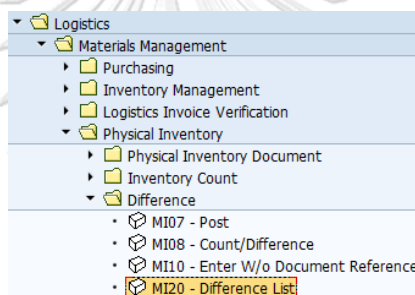 Logistics
Materials Management
Purchasing
Inventory Management
Logistics Invoice Verification
Physical Inventory
Physical Inventory Document
Inventory Count
Difference
MI07 - Post
MI08 - Count/Difference
MI10 - Enter W/o Document Reference
MI20 - Difference List